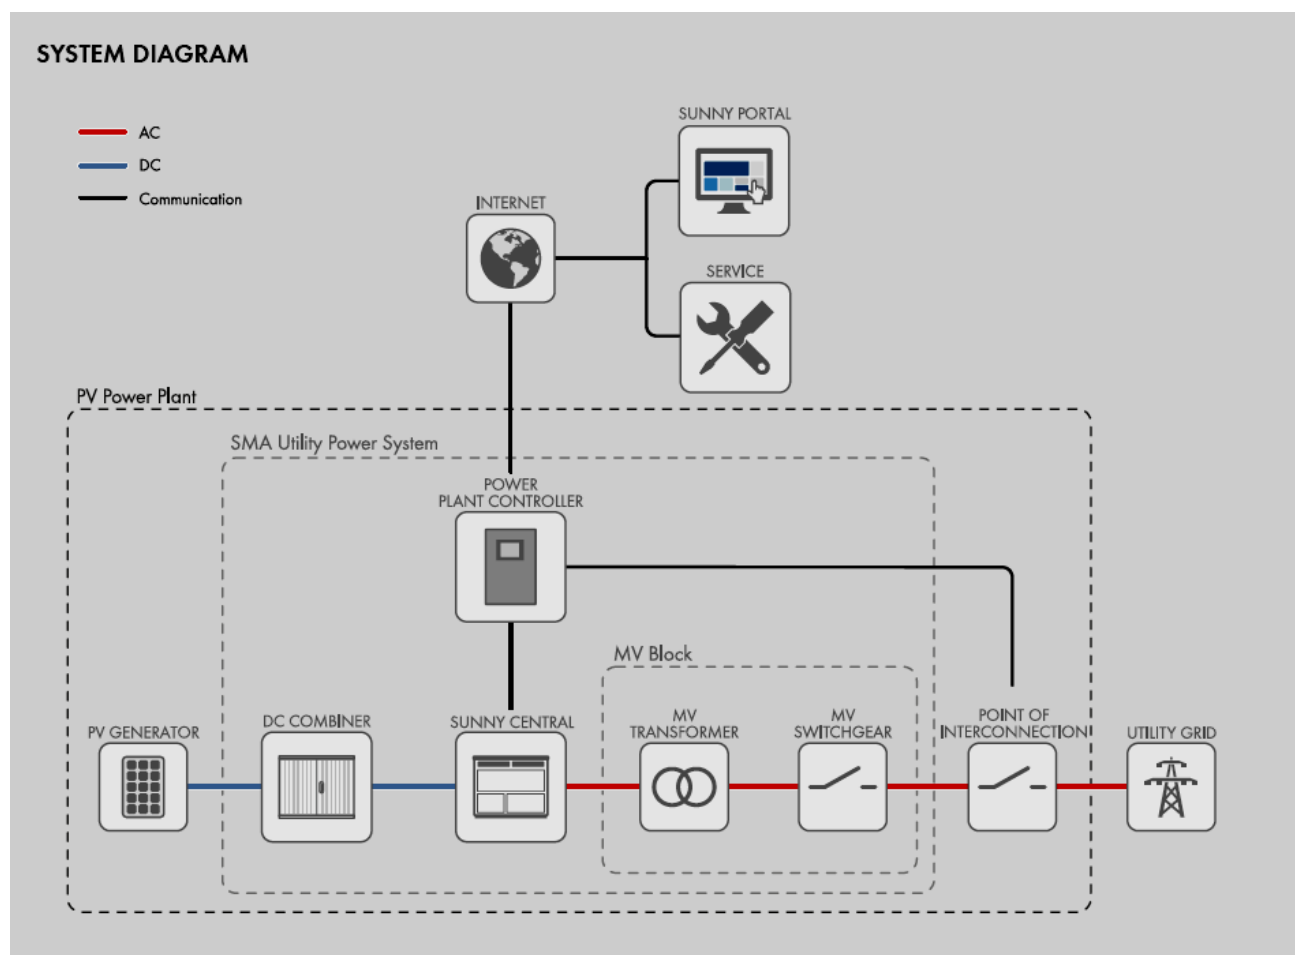 SYSTEM DIAGRAM
AC
DC
Communication
SUNNY PORTAL
INTERNET
SERVICE
PV Power Plant
SMA Utility Power System
POWER
PLANT CONTROLLER
MV Block
PV GENERATOR
DC COMBINER
SUNNY CENTRAL
MV
TRANSFORMER
MV
SWITCHGEAR
POINT OF
INTERCONNECTION
UTILITY GRID